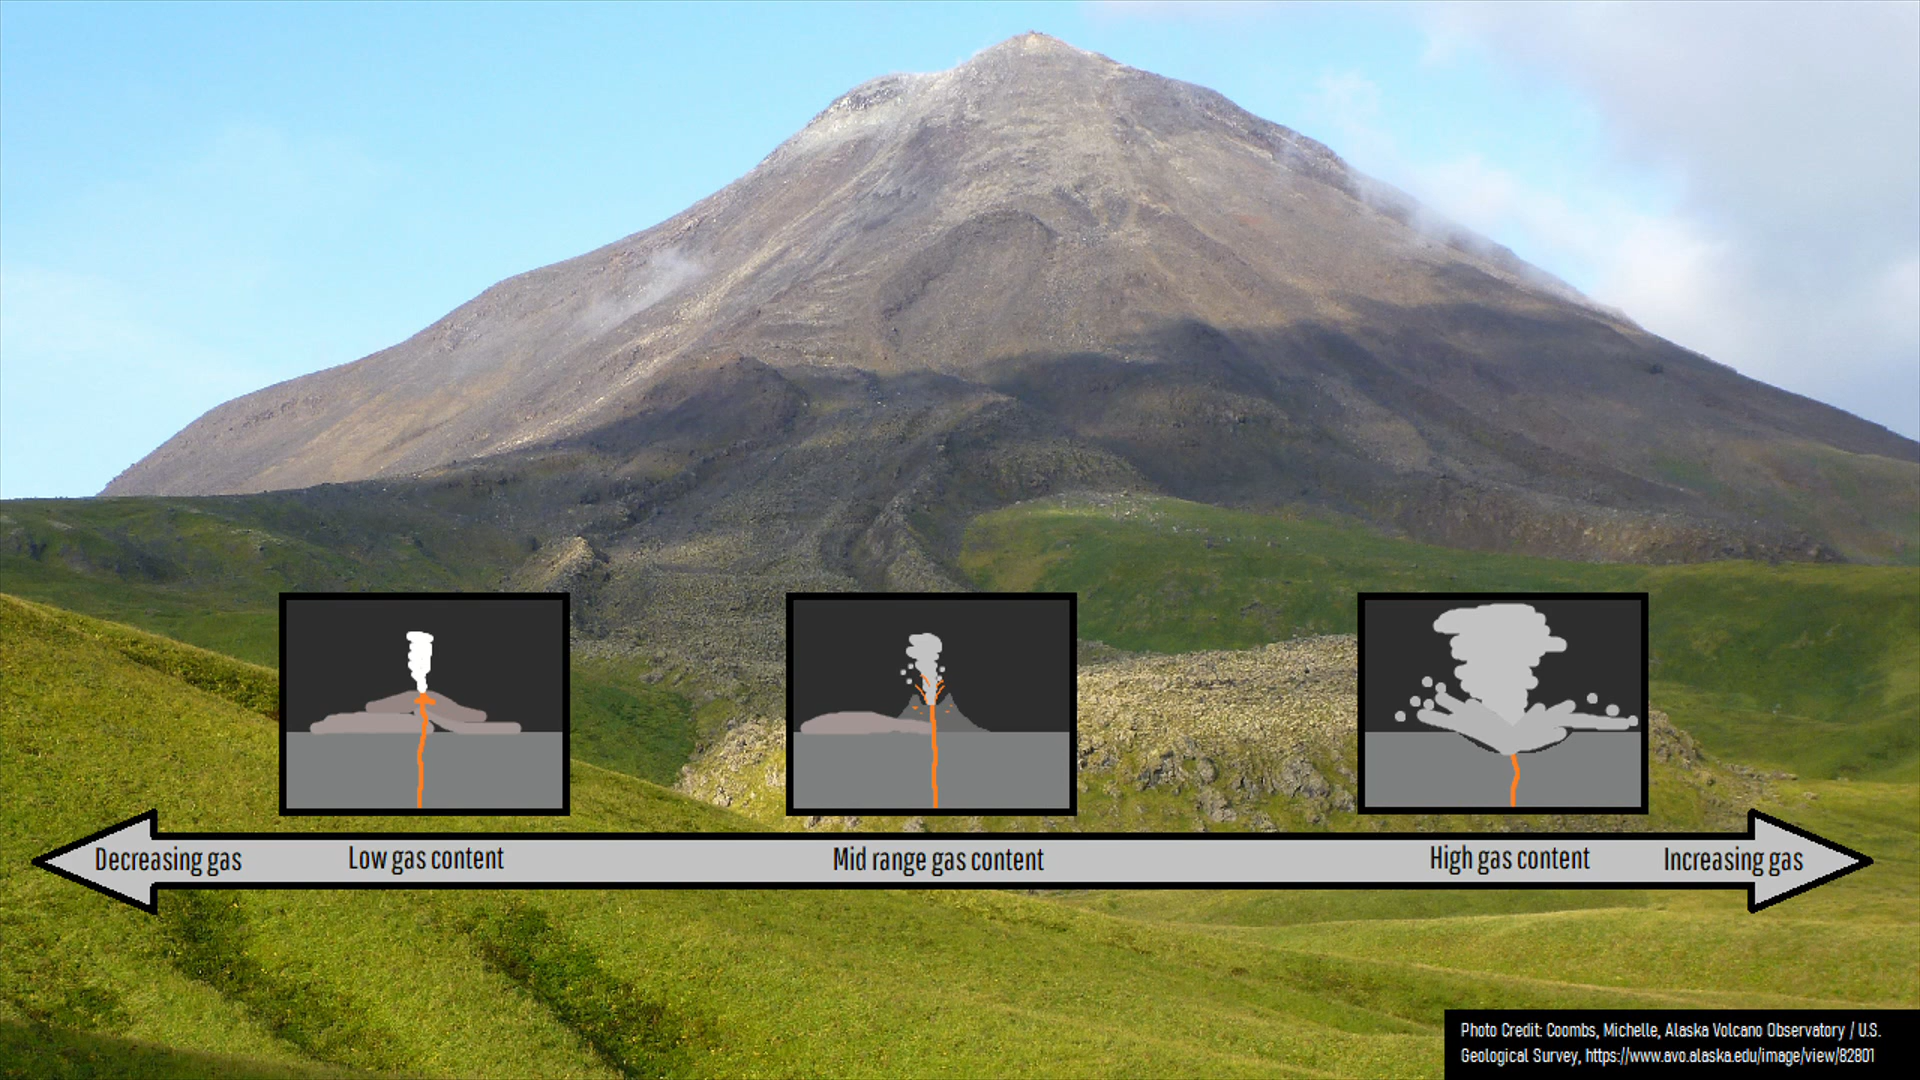 Decreasing gas
Low gas content
Mid range gas content
High gas content
Increasing gas
Photo Credit: Coombs, Michelle, Alaska Volcano Observatory / U.S.
Geological Survey, https://www.avo.alaska.edu/image/view/82801